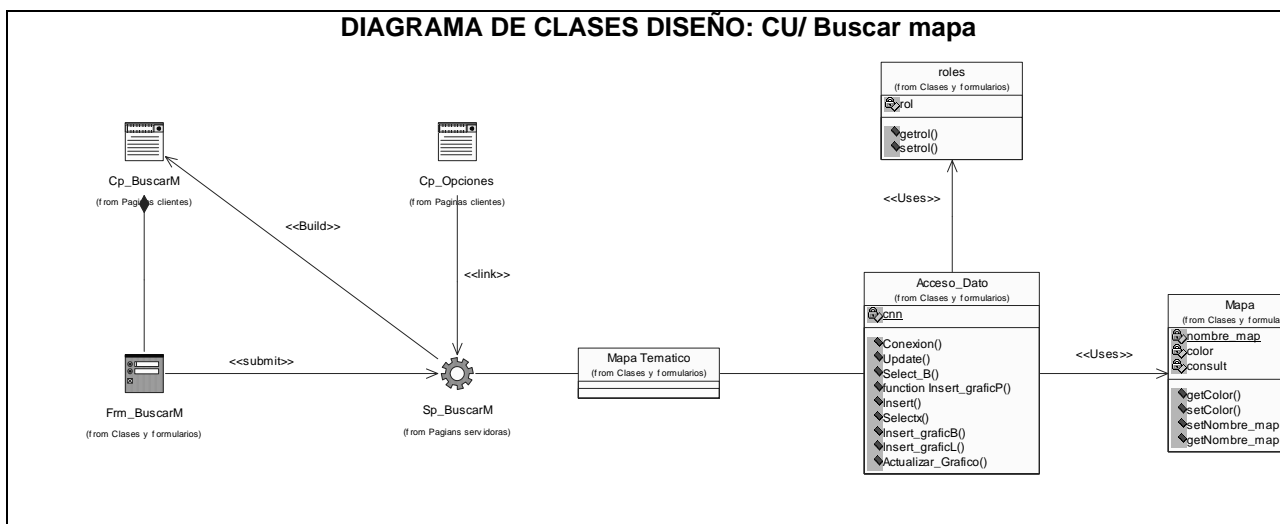 DIAGRAMA DE CLASES DISEÑO: CU/ Buscar mapa
roles
(from Clases y formularios)
rol
getrol()
setrol()
Cp_BuscarM
(from Paginas clientes)
Cp_Opciones
(from Paginas clientes)
<<Uses>>
<<Build>>
<<link>>
Acceso_Dato
(from Clases y formularios)
cnn
Conexion()
Update()
Select_B()
function Insert_graficP()
Insert()
Selectx()
Insert_graficB()
Insert_graficL()
Actualizar_Grafico()
Mapa
(from Clases y formula
nombre_map
color
consult
getColor()
setColor()
setNombre_map
getNombre_map
<<Uses>>
<<submit>>
Mapa Tematico
(from Clases y formularios)
Frm_BuscarM
(from Clases y formularios)
Sp_BuscarM
(from Pagians servidoras)